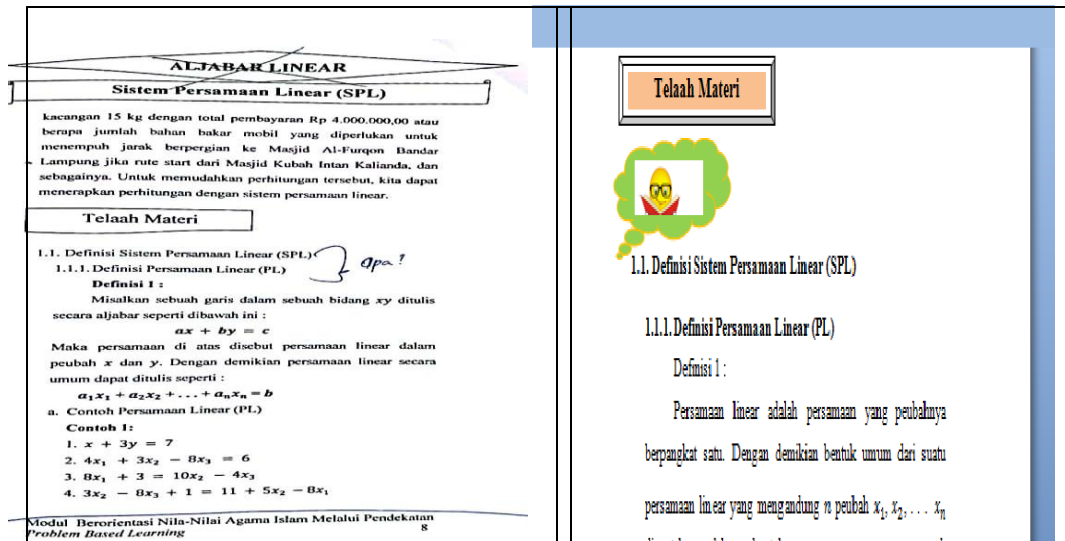 ALJABAR LINEAR
Sistem Persamaan Linear (SPL)
kacangan 15 kg dengan total pembayaran Rp 4.000.000,00 atau
berapa jumlah bahan bakar mobil yang diperlukan untuk
menempuh jarak berpergian ke Masjid Al-Furqon Bandar
Lampung jika rute start dari Masjid Kubah Intan Kalianda, dan
sebagainya. Untuk memudahkan perhitungan tersebut, kita dapat
menerapkan perhitungan dengan sistem persamaan linear.
Telaah Materi
1.1. Definisi Sistem Persamaan Linear (SPL)
1.1.1. Definisi Persamaan Linear (PL)
apa?
Definisi 1 :
Misalkan sebuah garis dalam sebuah bidang xy ditulis
secara aljabar seperti dibawah ini :
ax + by = c
Maka persamaan di atas disebut persamaan linear dalam
peubah x dan y. Dengan demikian persamaan linear secara
umum dapat ditulis seperti :
a₁x₁ + a₂x₂ + . . . + aₙxₙ = b
a. Contoh Persamaan Linear (PL)
Contoh 1:
1. x + 3y = 7
2. 4x₁ + 3x₂ − 8x₃ = 6
3. 8x₁ + 3 = 10x₂ − 4x₃
4. 3x₂ − 8x₃ + 1 = 11 + 5x₂ − 8x₁
Modul Berorientasi Nila-Nilai Agama Islam Melalui Pendekatan
Problem Based Learning 8
Telaah Materi
1.1. Definisi Sistem Persamaan Linear (SPL)
1.1.1. Definisi Persamaan Linear (PL)
Definisi 1 :
Persamaan linear adalah persamaan yang peubahnya
berpangkat satu. Dengan demikian bentuk umum dari suatu
persamaan linear yang mengandung n peubah x₁, x₂, . . . xₙ